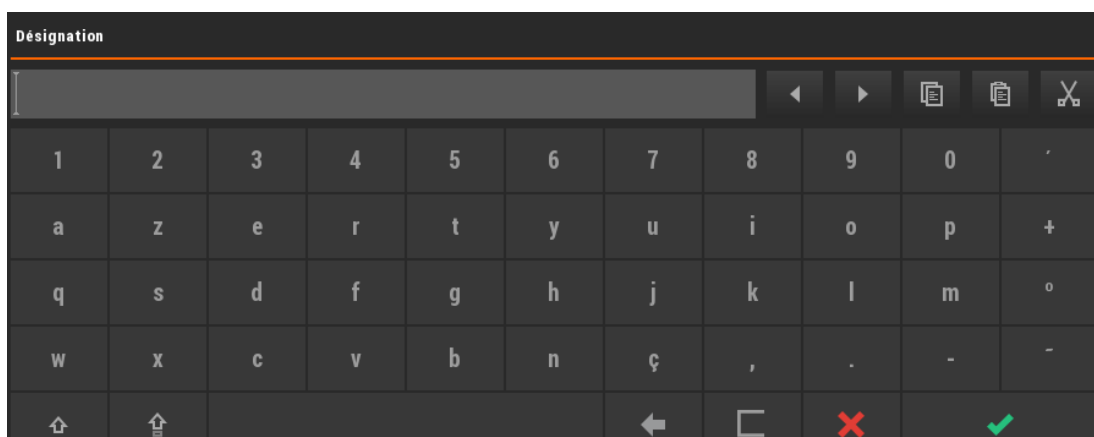 Désignation
1 2 3 4 5 6 7 8 9 0 ´
a z e r t y u i o p +
q s d f g h j k l m º
w x c v b n ç , . - ~